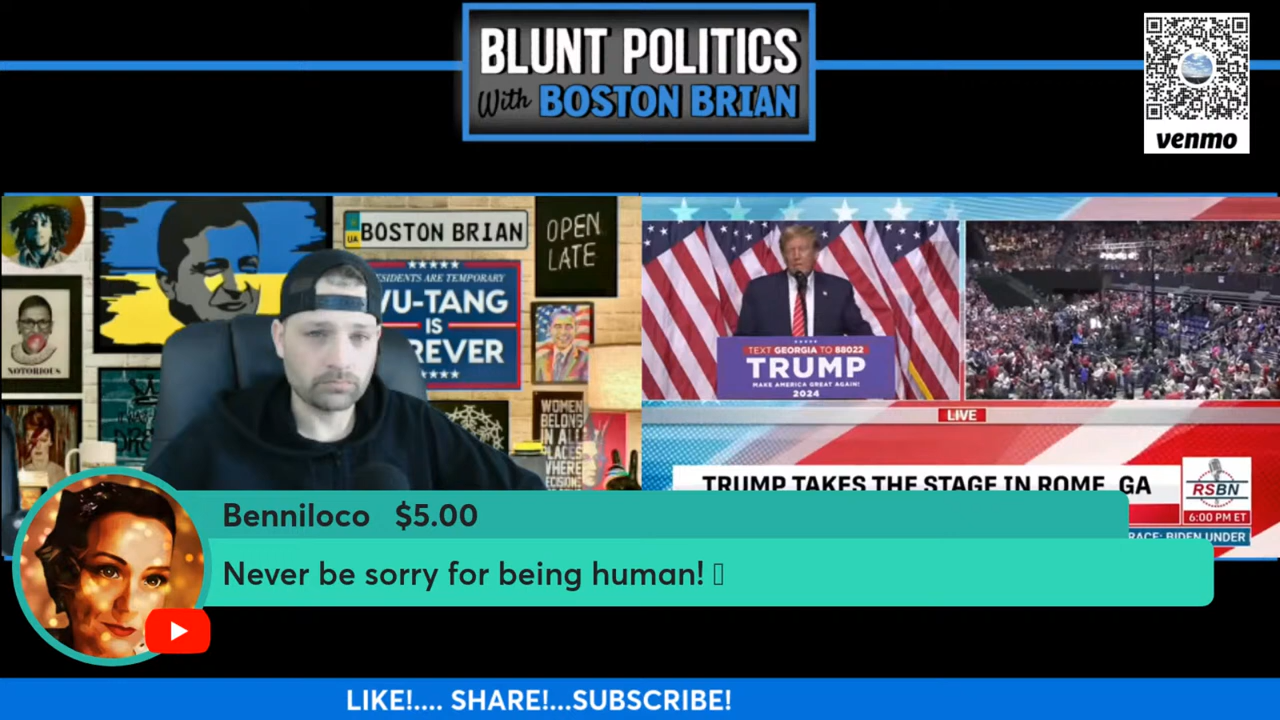 BLUNT POLITICS
With BOSTON BRIAN
venmo
UA BOSTON BRIAN
OPEN
LATE
PRESIDENTS ARE TEMPORARY
WU-TANG
IS
FOREVER
NOTORIOUS
WOMEN
BELONG
IN ALL
PLACES
WHERE
TEXT GEORGIA TO 88022
TRUMP
MAKE AMERICA GREAT AGAIN!
2024
LIVE
TRUMP TAKES THE STAGE IN ROME, GA
RSBN
6:00 PM ET
RACE: BIDEN UNDER
Benniloco $5.00
Never be sorry for being human!
LIKE!.... SHARE!...SUBSCRIBE!